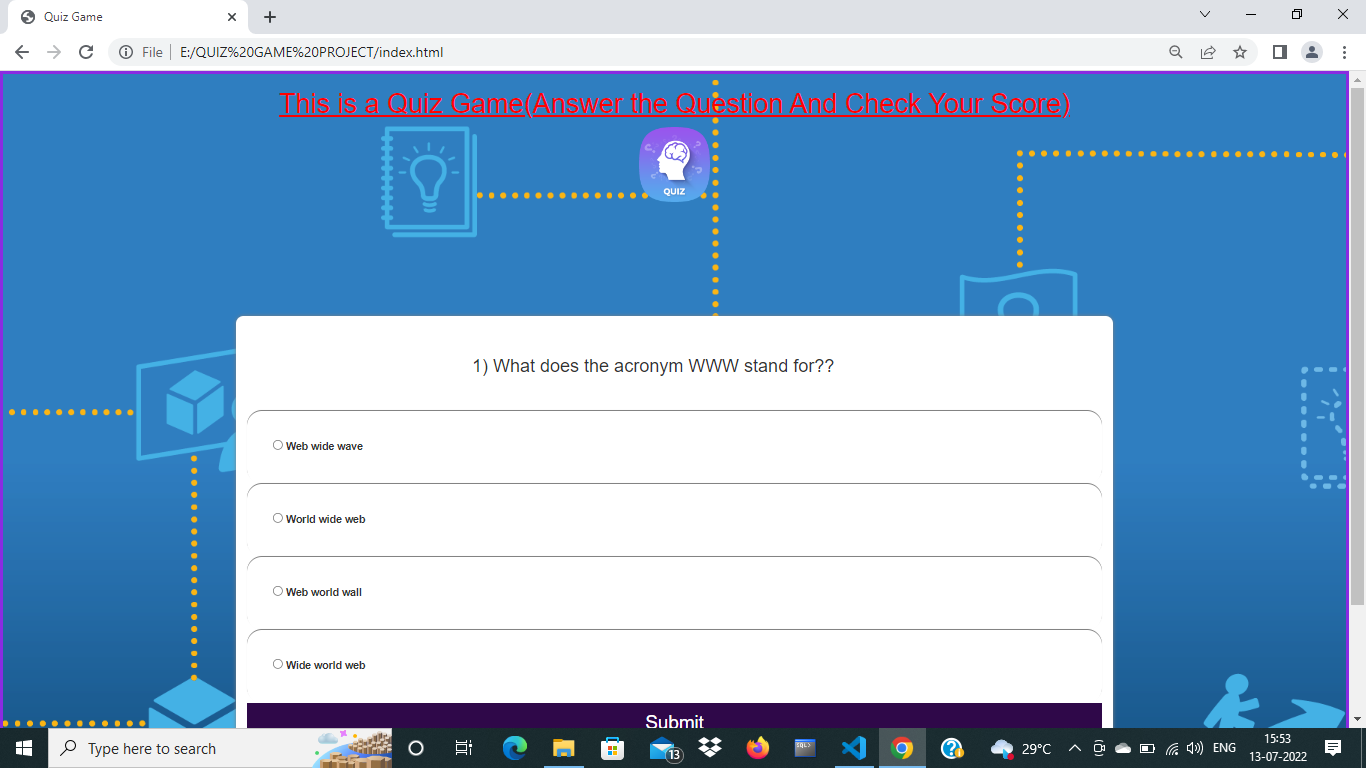 Quiz Game
File
E:/QUIZ%20GAME%20PROJECT/index.html
This is a Quiz Game(Answer the Question And Check Your Score)
QUIZ
1) What does the acronym WWW stand for??
Web wide wave
World wide web
Web world wall
Wide world web
Submit
Type here to search
13
SQL
29°C
ENG
15:53
13-07-2022